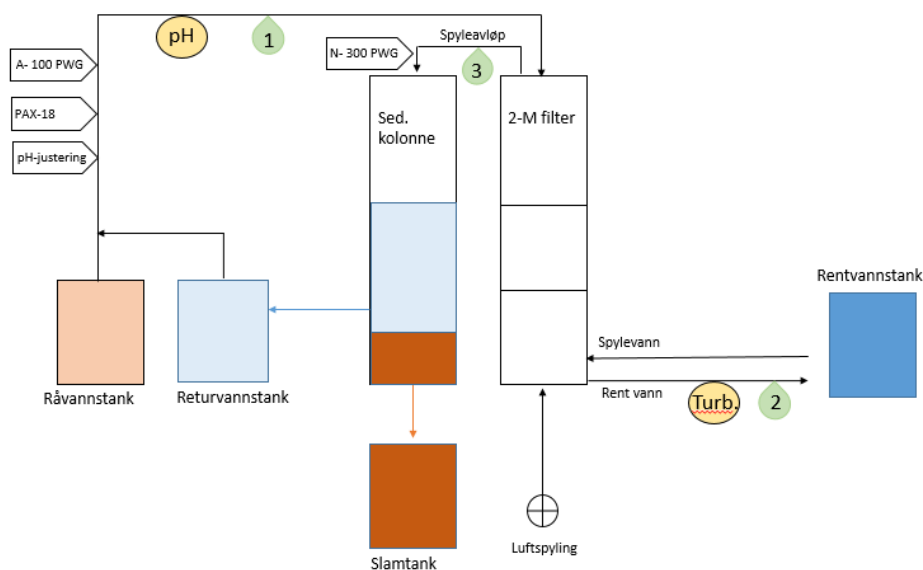 pH
1
Spyleavløp
N- 300 PWG
3
A- 100 PWG
PAX-18
pH-justering
Sed.
kolonne
2-M filter
Rentvannstank
Spylevann
Rent vann
Turb.
2
Råvannstank
Returvannstank
Luftspyling
Slamtank